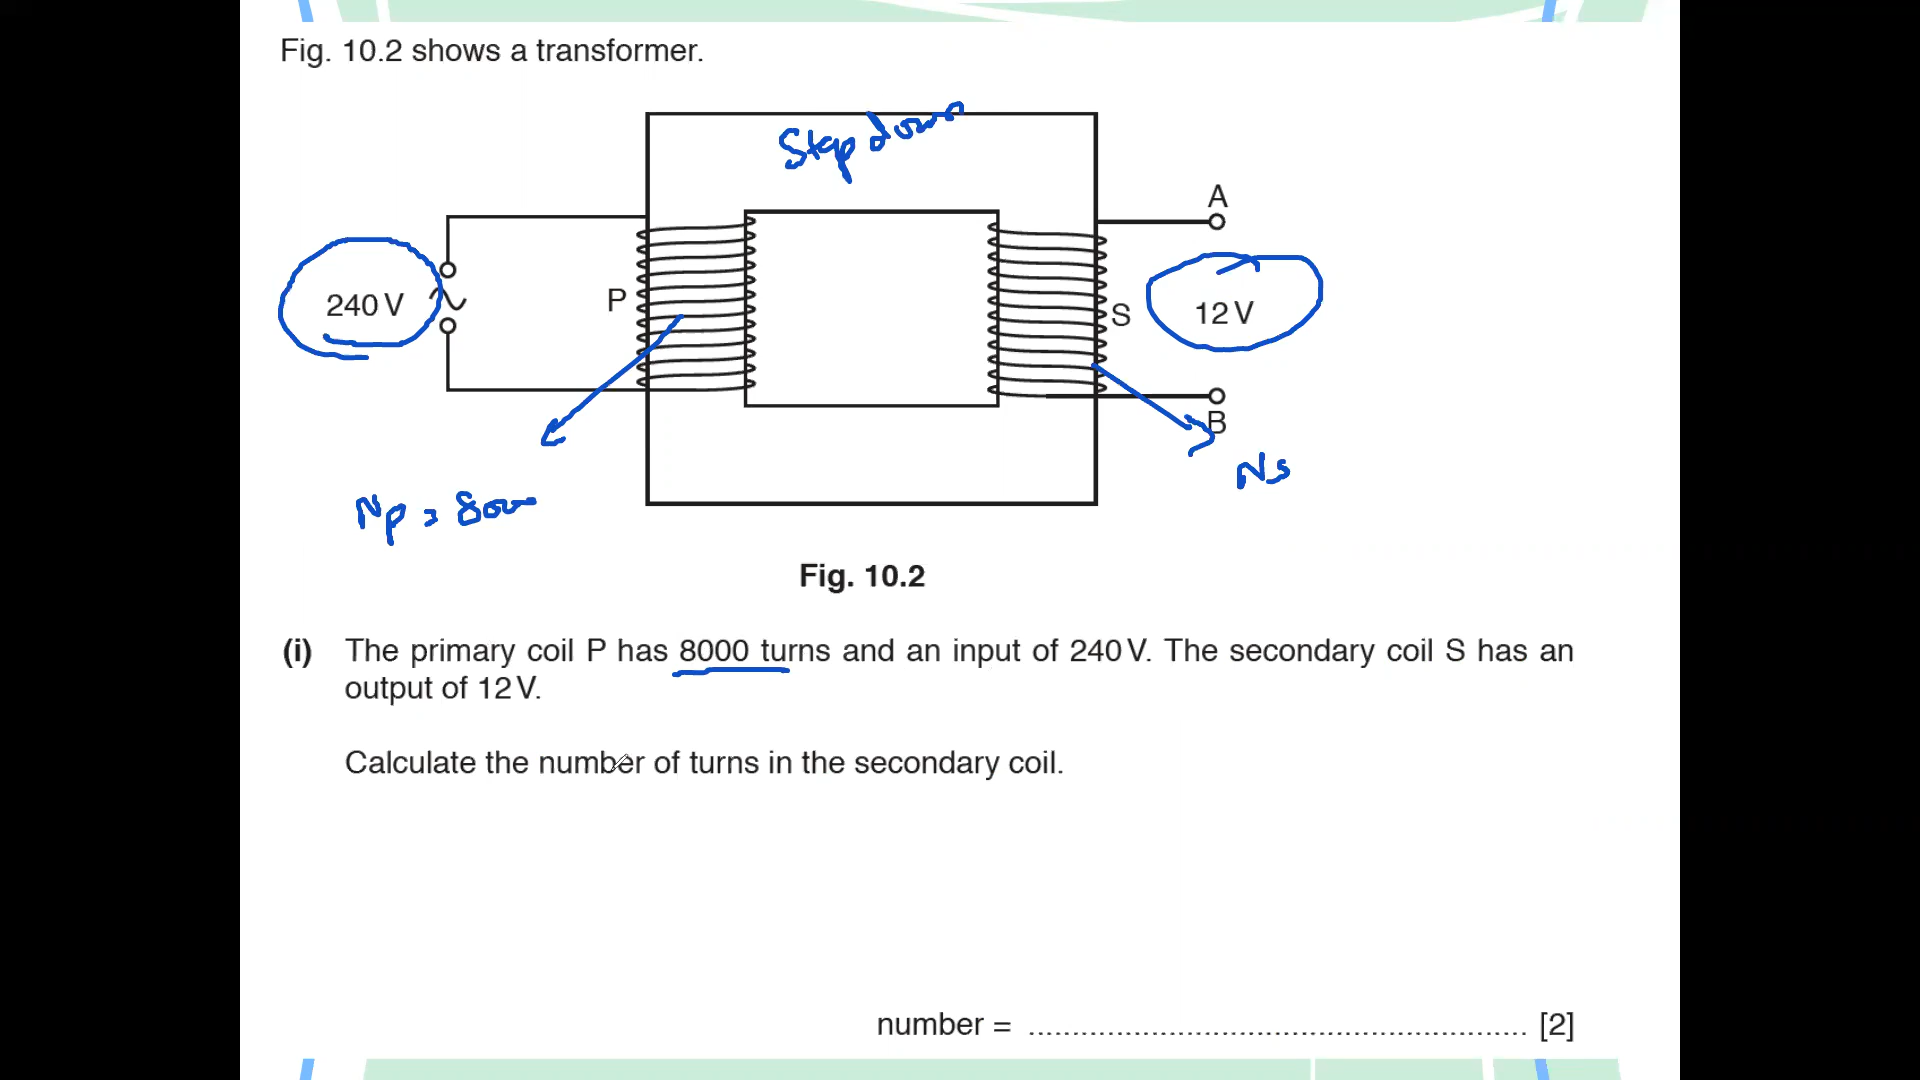 Fig. 10.2 shows a transformer.
Step down
A
240 V
P
S
12 V
B
Ns
Np = 8000
Fig. 10.2
(i) The primary coil P has 8000 turns and an input of 240 V. The secondary coil S has an
output of 12 V.
Calculate the number of turns in the secondary coil.
number = ........................................................ [2]